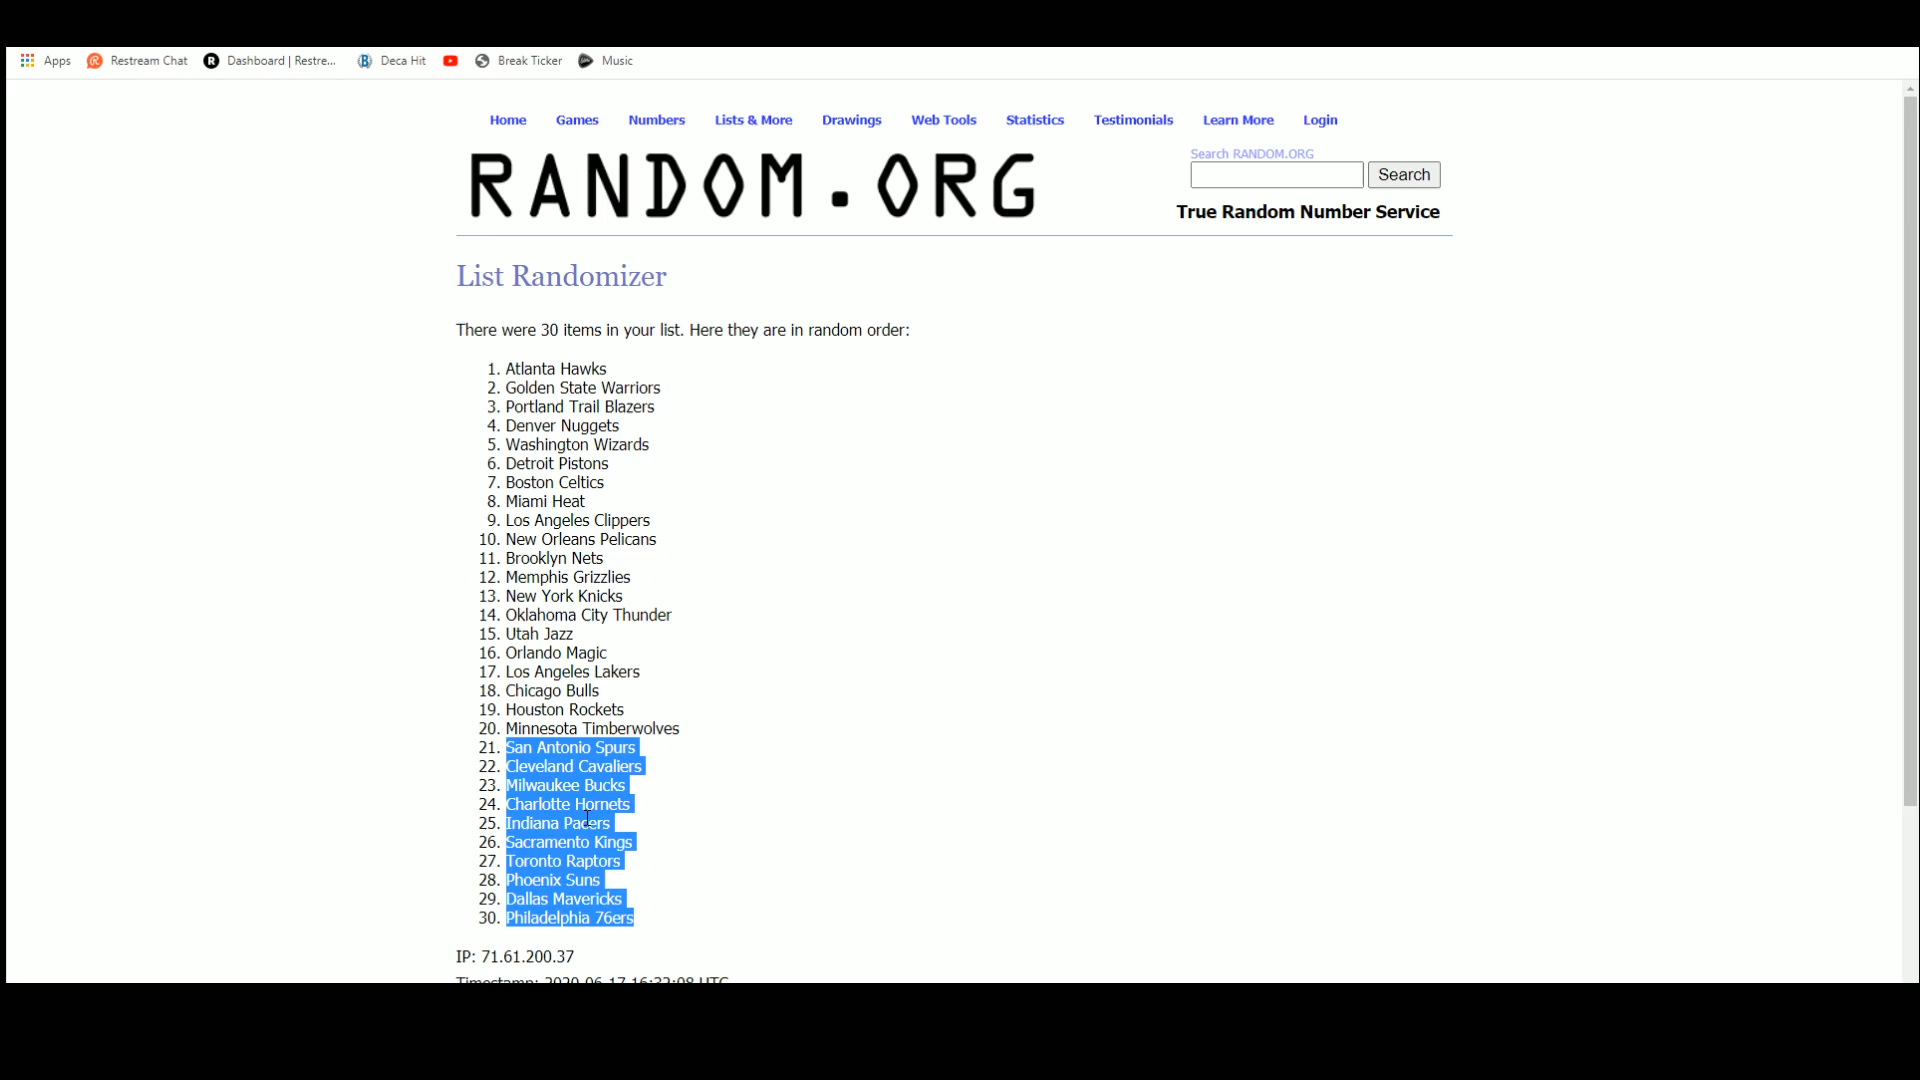 Apps Restream Chat Dashboard | Restre... Deca Hit Break Ticker Music
Home Games Numbers Lists & More Drawings Web Tools Statistics Testimonials Learn More Login
RANDOM.ORG
Search RANDOM.ORG
Search
True Random Number Service
List Randomizer
There were 30 items in your list. Here they are in random order:
1. Atlanta Hawks
2. Golden State Warriors
3. Portland Trail Blazers
4. Denver Nuggets
5. Washington Wizards
6. Detroit Pistons
7. Boston Celtics
8. Miami Heat
9. Los Angeles Clippers
10. New Orleans Pelicans
11. Brooklyn Nets
12. Memphis Grizzlies
13. New York Knicks
14. Oklahoma City Thunder
15. Utah Jazz
16. Orlando Magic
17. Los Angeles Lakers
18. Chicago Bulls
19. Houston Rockets
20. Minnesota Timberwolves
21. San Antonio Spurs
22. Cleveland Cavaliers
23. Milwaukee Bucks
24. Charlotte Hornets
25. Indiana Pacers
26. Sacramento Kings
27. Toronto Raptors
28. Phoenix Suns
29. Dallas Mavericks
30. Philadelphia 76ers
IP: 71.61.200.37
Timestamp: 2020-06-17 16:32:08 UTC